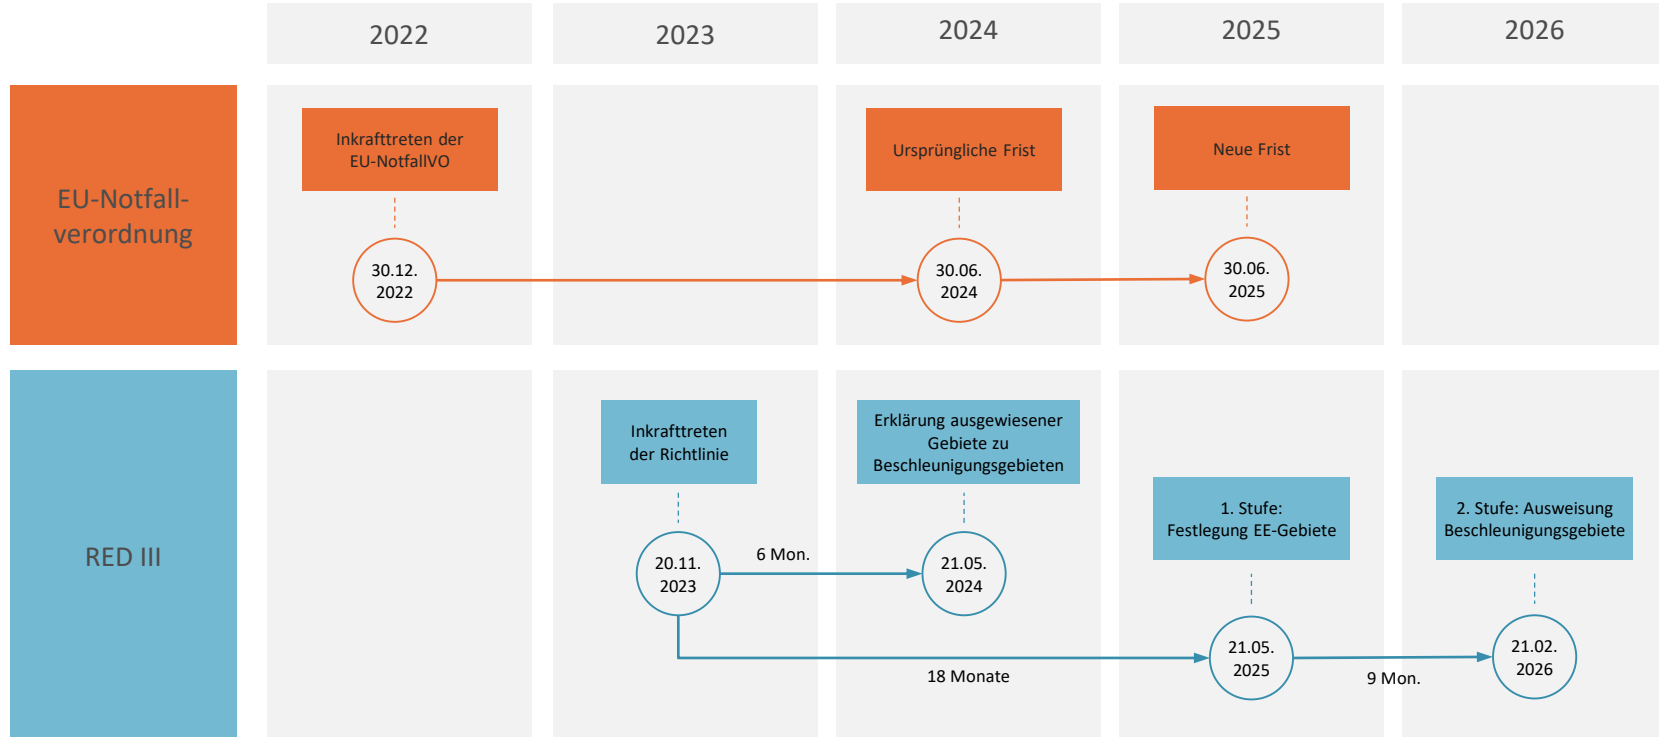 2022
2023
2024
2025
2026
EU-Notfall-
verordnung
Inkrafttreten der
EU-NotfallVO
Ursprüngliche Frist
Neue Frist
30.12.
2022
30.06.
2024
30.06.
2025
RED III
Inkrafttreten
der Richtlinie
Erklärung ausgewiesener
Gebiete zu
Beschleunigungsgebieten
1. Stufe:
Festlegung EE-Gebiete
2. Stufe: Ausweisung
Beschleunigungsgebiete
20.11.
2023
6 Mon.
21.05.
2024
18 Monate
21.05.
2025
9 Mon.
21.02.
2026